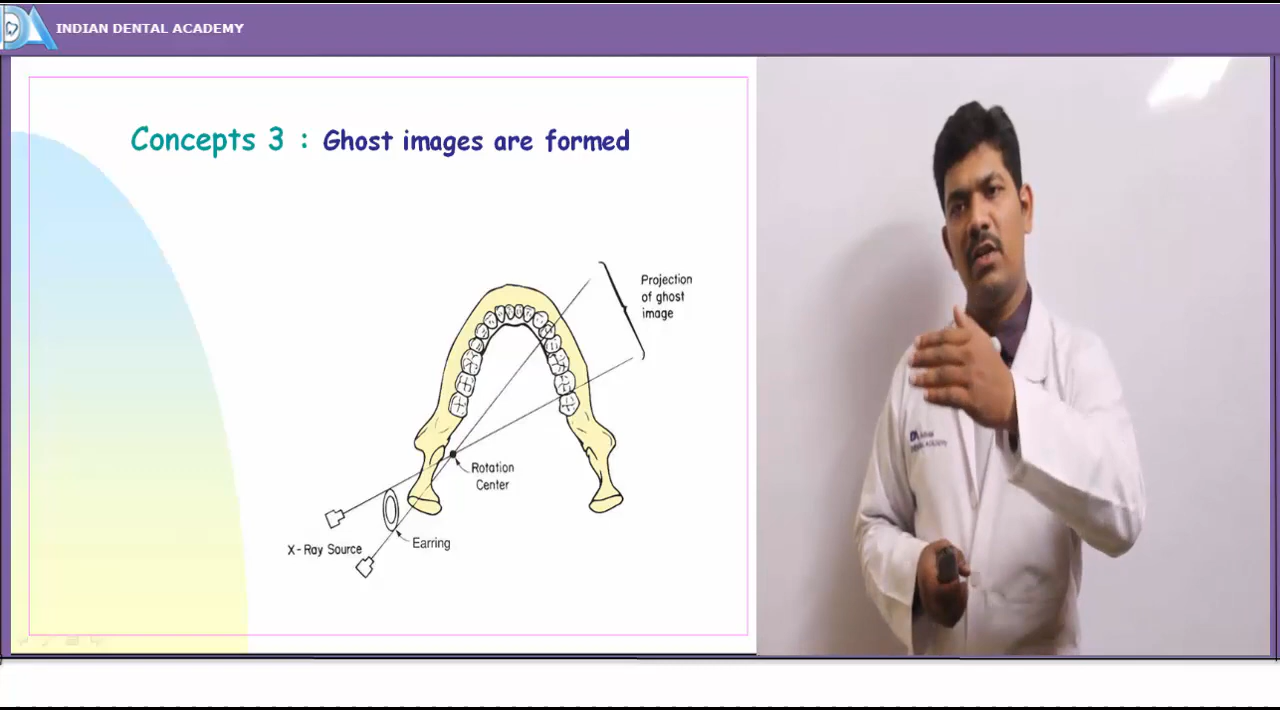 INDIAN DENTAL ACADEMY
Concepts 3 : Ghost images are formed
Projection
of ghost
image
Rotation
Center
X-Ray Source
Earring